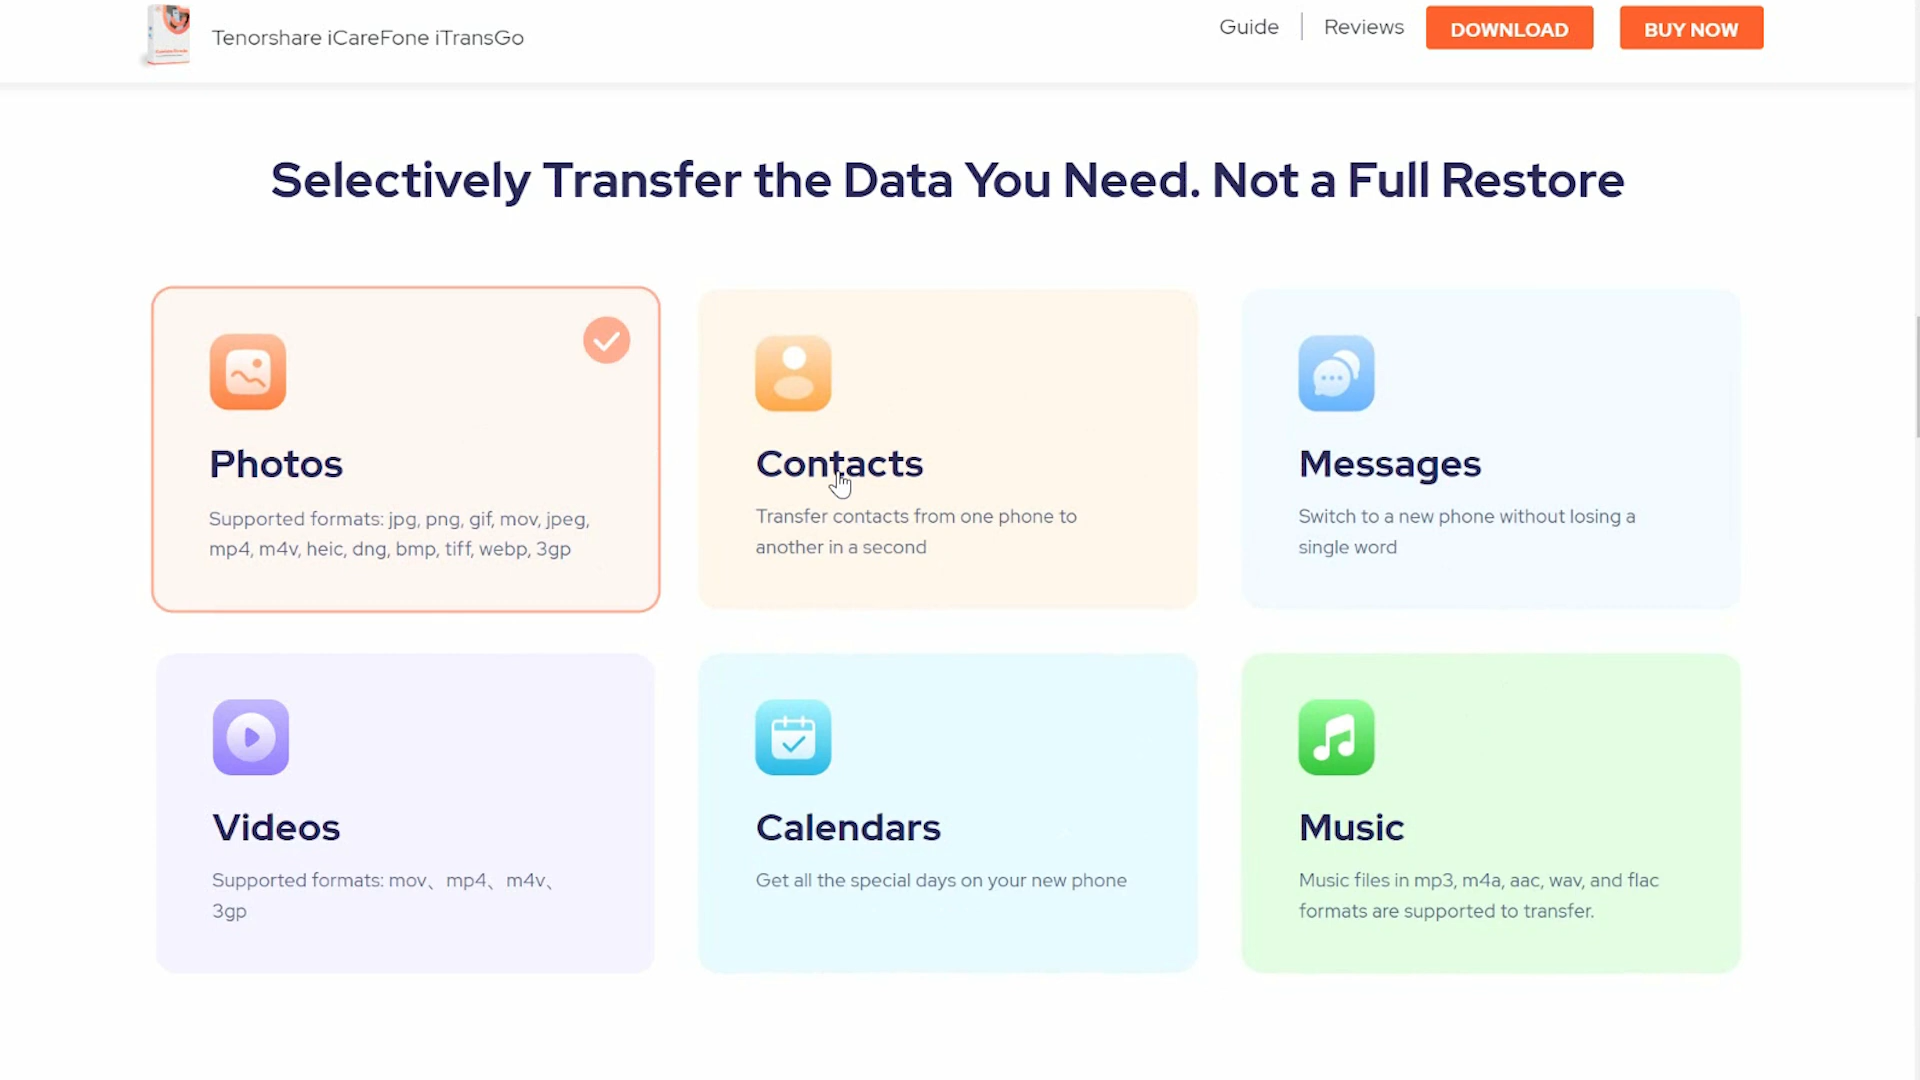 Tenorshare iCareFone iTransGo
Guide
Reviews
DOWNLOAD
BUY NOW
Selectively Transfer the Data You Need. Not a Full Restore
Photos
Supported formats: jpg, png, gif, mov, jpeg,
mp4, m4v, heic, dng, bmp, tiff, webp, 3gp
Contacts
Transfer contacts from one phone to
another in a second
Messages
Switch to a new phone without losing a
single word
Videos
Supported formats: mov、mp4、m4v、
3gp
Calendars
Get all the special days on your new phone
Music
Music files in mp3, m4a, aac, wav, and flac
formats are supported to transfer.